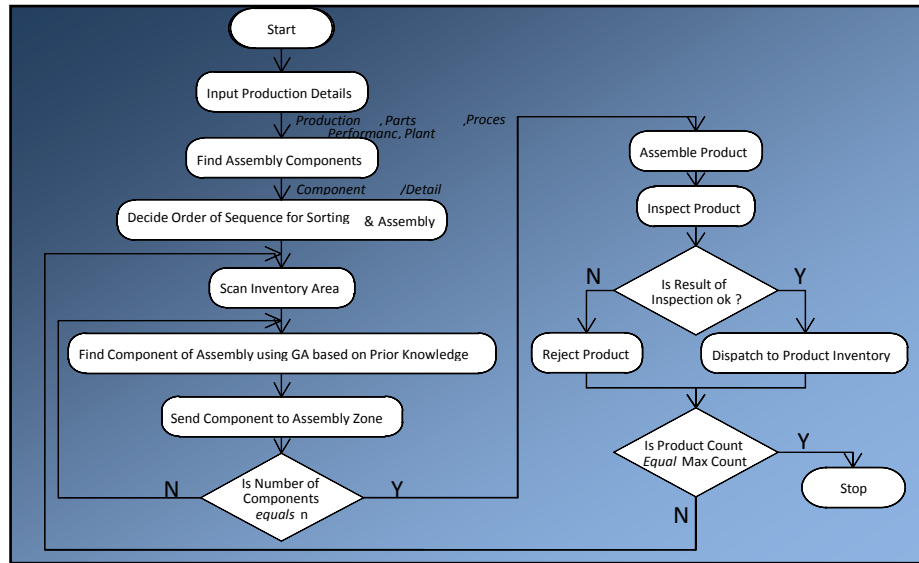 Start
Input Production Details
Production , Parts ,Proces
Performanc, Plant
Find Assembly Components
Component /Detail
Decide Order of Sequence for Sorting & Assembly
Scan Inventory Area
Find Component of Assembly using GA based on Prior Knowledge
Send Component to Assembly Zone
Is Number of
Components
equals n
N
Y
Assemble Product
Inspect Product
Is Result of
Inspection ok ?
N
Y
Reject Product
Dispatch to Product Inventory
Is Product Count
Equal Max Count
Y
N
Stop